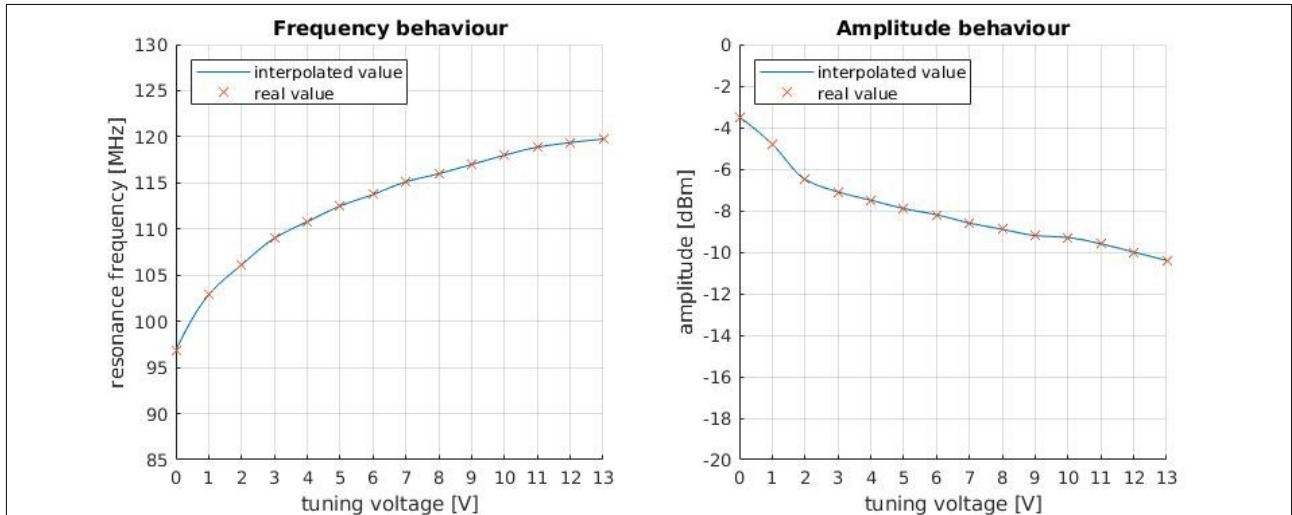 Frequency behaviour
130
125
120
115
110
105
100
95
90
85
resonance frequency [MHz]
interpolated value
real value
0 1 2 3 4 5 6 7 8 9 10 11 12 13
tuning voltage [V]
Amplitude behaviour
0
-2
-4
-6
-8
-10
-12
-14
-16
-18
-20
amplitude [dBm]
interpolated value
real value
0 1 2 3 4 5 6 7 8 9 10 11 12 13
tuning voltage [V]